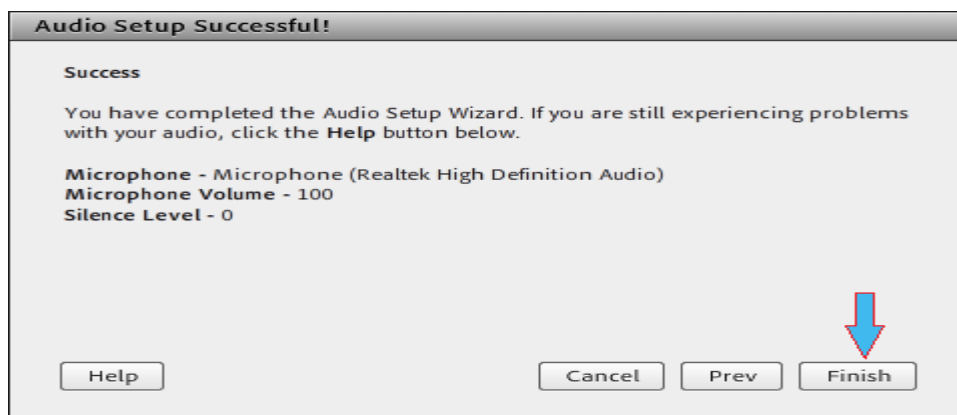 Audio Setup Successful!
Success
You have completed the Audio Setup Wizard. If you are still experiencing problems
with your audio, click the Help button below.
Microphone - Microphone (Realtek High Definition Audio)
Microphone Volume - 100
Silence Level - 0
Help Cancel Prev Finish